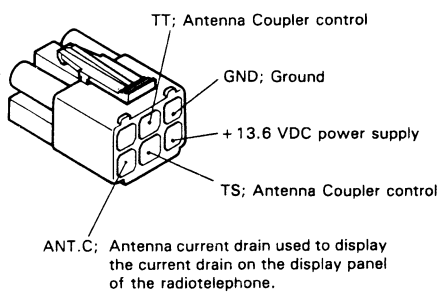 TT; Antenna Coupler control
GND; Ground
+ 13.6 VDC power supply
TS; Antenna Coupler control
ANT.C; Antenna current drain used to display
the current drain on the display panel
of the radiotelephone.